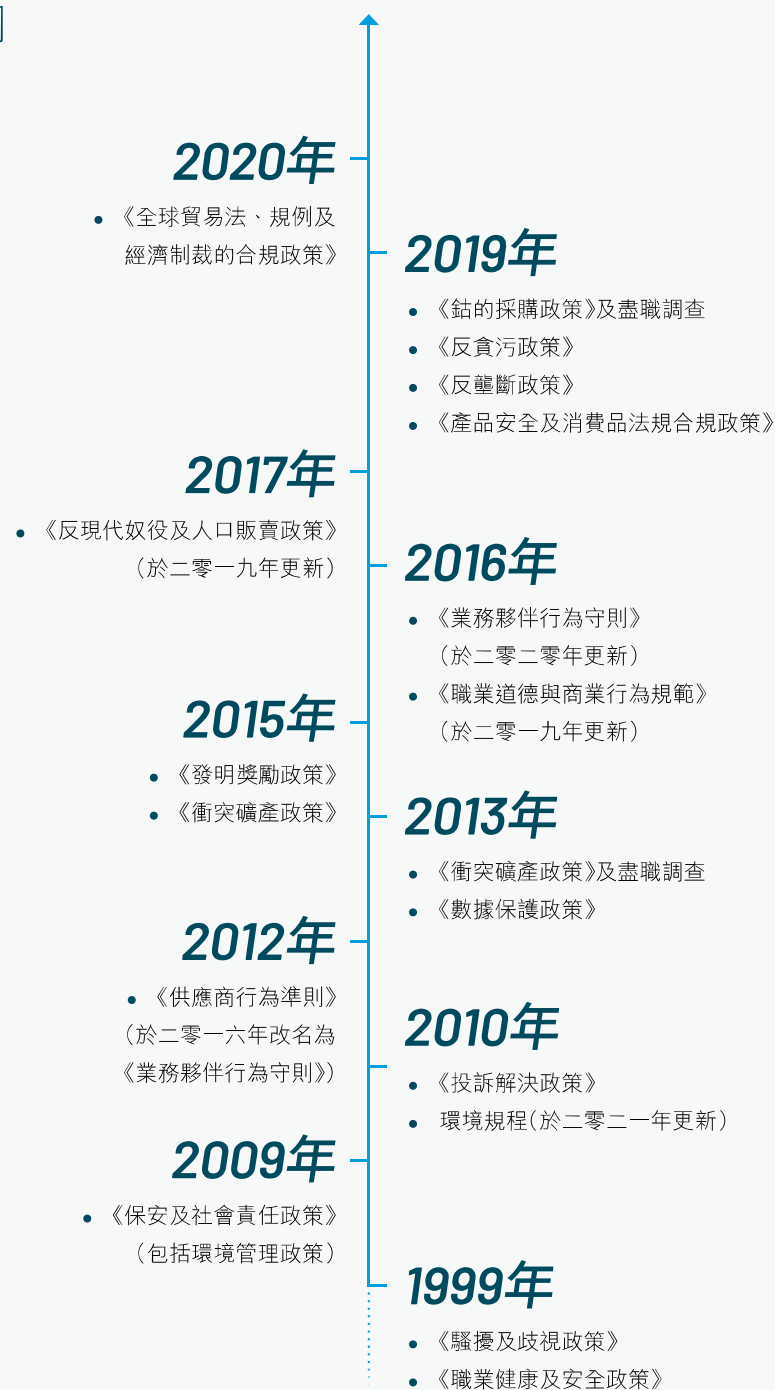 2020年
• 《全球貿易法、規例及
經濟制裁的合規政策》
2019年
• 《鈷的採購政策》及盡職調查
• 《反貪污政策》
• 《反壟斷政策》
• 《產品安全及消費品法規合規政策》
2017年
• 《反現代奴役及人口販賣政策》
（於二零一九年更新）
2016年
• 《業務夥伴行為守則》
（於二零二零年更新）
• 《職業道德與商業行為規範》
（於二零一九年更新）
2015年
• 《發明獎勵政策》
• 《衝突礦產政策》
2013年
• 《衝突礦產政策》及盡職調查
• 《數據保護政策》
2012年
• 《供應商行為準則》
（於二零一六年改名為
《業務夥伴行為守則》）
2010年
• 《投訴解決政策》
• 環境規程（於二零二一年更新）
2009年
• 《保安及社會責任政策》
（包括環境管理政策）
1999年
• 《騷擾及歧視政策》
• 《職業健康及安全政策》